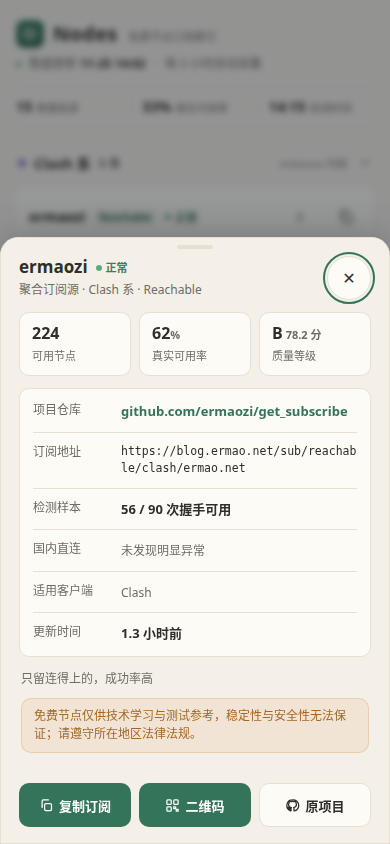 Nodes
Clash 系
ermaozi
Reachable
ermaozi 正常
聚合订阅源 · Clash 系 · Reachable
224
可用节点
62%
真实可用率
B 78.2 分
质量等级
项目仓库 github.com/ermaozi/get_subscribe
订阅地址 https://blog.ermao.net/sub/reachab
le/clash/ermao.net
检测样本 56 / 90 次握手可用
国内直连 未发现明显异常
适用客户端 Clash
更新时间 1.3 小时前
只留连得上的，成功率高
免费节点仅供技术学习与测试参考，稳定性与安全性无法保
证；请遵守所在地区法律法规。
复制订阅 二维码 原项目